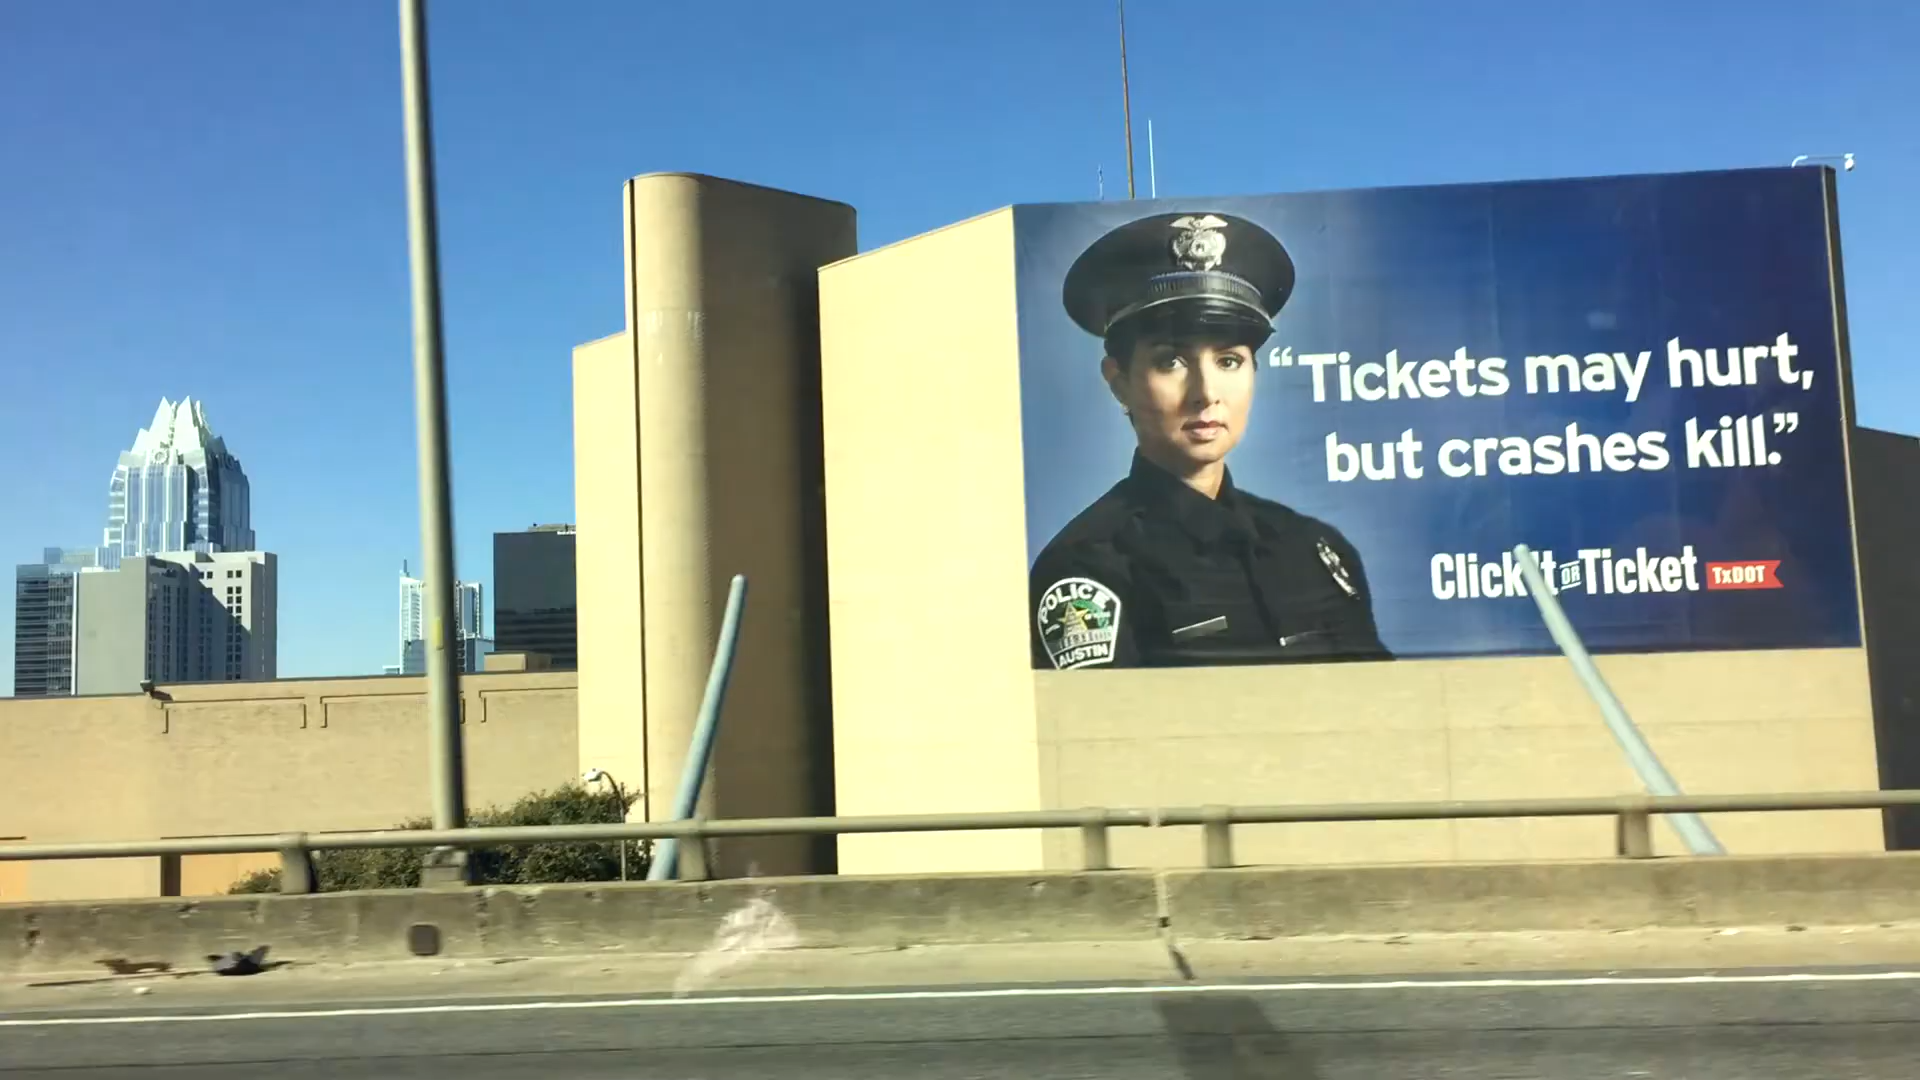 “Tickets may hurt,
but crashes kill.”
Click It OR Ticket TxDOT
POLICE
AUSTIN